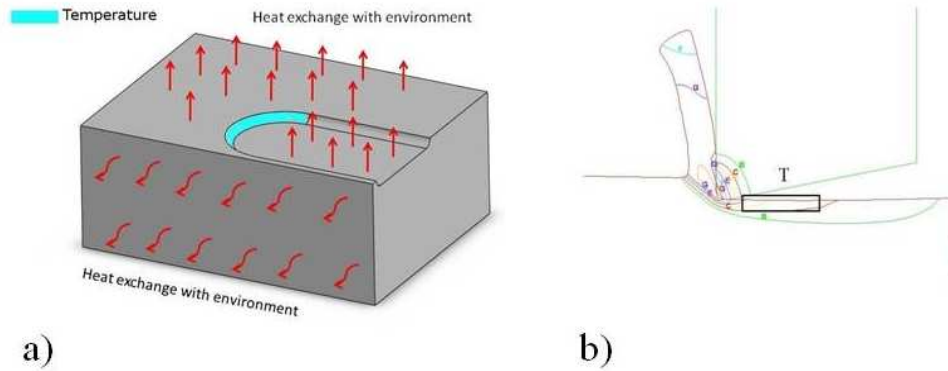 Temperature
Heat exchange with environment
Heat exchange with environment
a)
T
b)